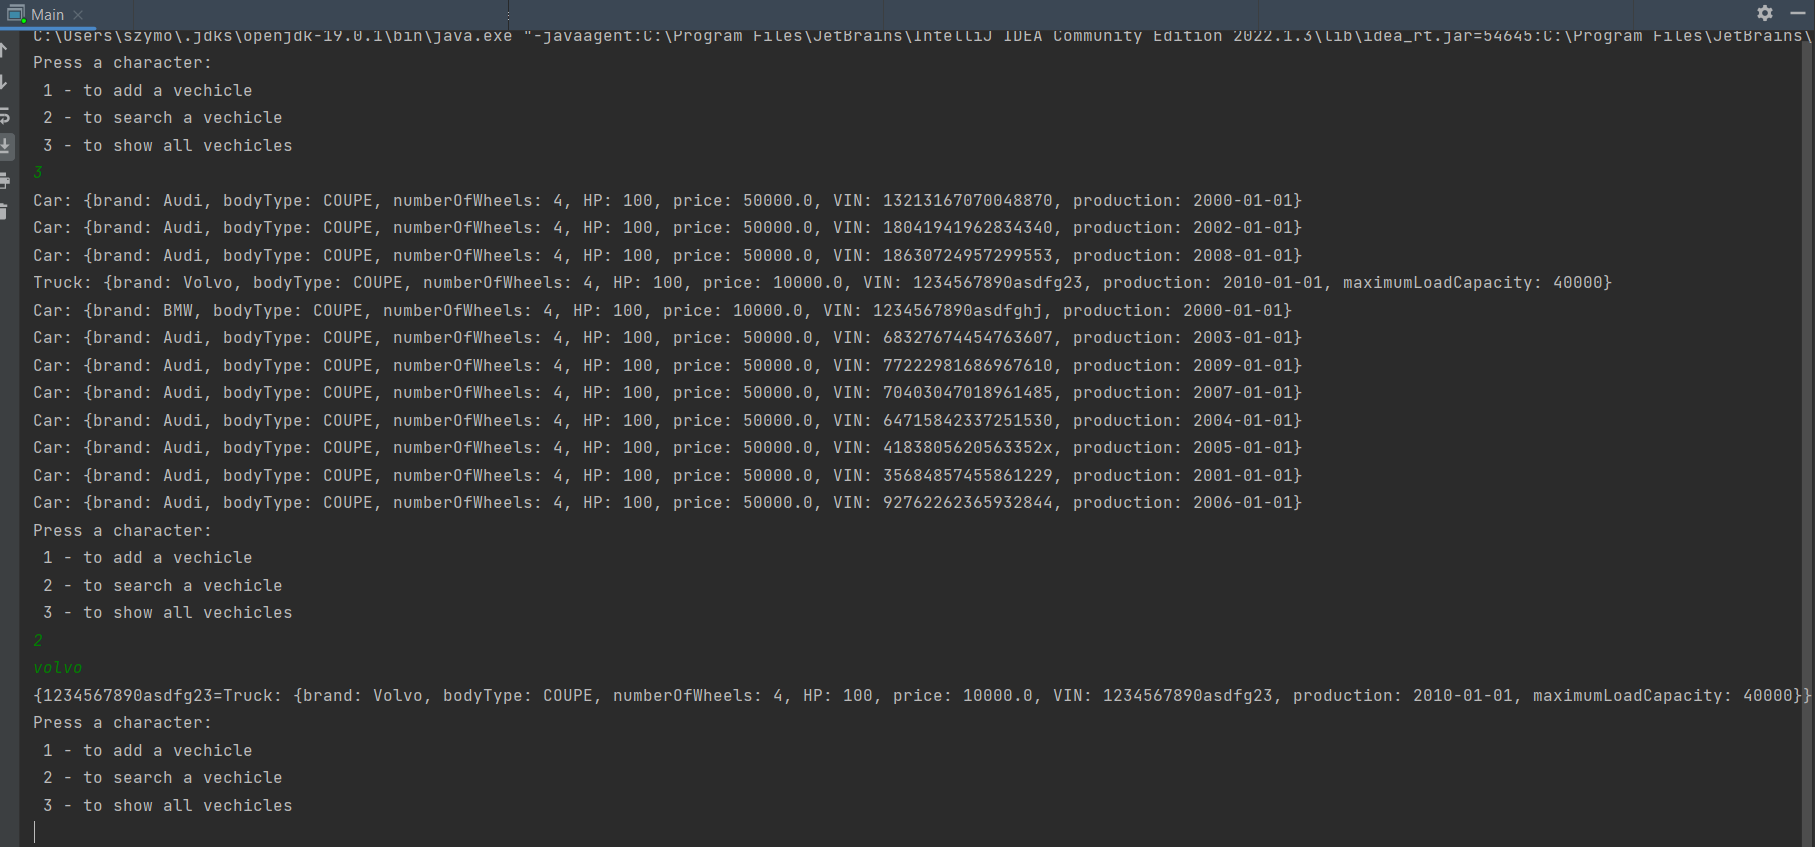 Main
C:\Users\szymo\.jdks\openjdk-19.0.1\bin\java.exe "-javaagent:C:\Program Files\JetBrains\IntelliJ IDEA Community Edition 2022.1.3\lib\idea_rt.jar=54645:C:\Program Files\JetBrains\
Press a character:
1 - to add a vechicle
2 - to search a vechicle
3 - to show all vechicles
3
Car: {brand: Audi, bodyType: COUPE, numberOfWheels: 4, HP: 100, price: 50000.0, VIN: 13213167070048870, production: 2000-01-01}
Car: {brand: Audi, bodyType: COUPE, numberOfWheels: 4, HP: 100, price: 50000.0, VIN: 18041941962834340, production: 2002-01-01}
Car: {brand: Audi, bodyType: COUPE, numberOfWheels: 4, HP: 100, price: 50000.0, VIN: 18630724957299553, production: 2008-01-01}
Truck: {brand: Volvo, bodyType: COUPE, numberOfWheels: 4, HP: 100, price: 10000.0, VIN: 1234567890asdfg23, production: 2010-01-01, maximumLoadCapacity: 40000}
Car: {brand: BMW, bodyType: COUPE, numberOfWheels: 4, HP: 100, price: 10000.0, VIN: 1234567890asdfghj, production: 2000-01-01}
Car: {brand: Audi, bodyType: COUPE, numberOfWheels: 4, HP: 100, price: 50000.0, VIN: 68327674454763607, production: 2003-01-01}
Car: {brand: Audi, bodyType: COUPE, numberOfWheels: 4, HP: 100, price: 50000.0, VIN: 77222981686967610, production: 2009-01-01}
Car: {brand: Audi, bodyType: COUPE, numberOfWheels: 4, HP: 100, price: 50000.0, VIN: 70403047018961485, production: 2007-01-01}
Car: {brand: Audi, bodyType: COUPE, numberOfWheels: 4, HP: 100, price: 50000.0, VIN: 64715842337251530, production: 2004-01-01}
Car: {brand: Audi, bodyType: COUPE, numberOfWheels: 4, HP: 100, price: 50000.0, VIN: 4183805620563352x, production: 2005-01-01}
Car: {brand: Audi, bodyType: COUPE, numberOfWheels: 4, HP: 100, price: 50000.0, VIN: 35684857455861229, production: 2001-01-01}
Car: {brand: Audi, bodyType: COUPE, numberOfWheels: 4, HP: 100, price: 50000.0, VIN: 92762262365932844, production: 2006-01-01}
Press a character:
1 - to add a vechicle
2 - to search a vechicle
3 - to show all vechicles
2
volvo
{1234567890asdfg23=Truck: {brand: Volvo, bodyType: COUPE, numberOfWheels: 4, HP: 100, price: 10000.0, VIN: 1234567890asdfg23, production: 2010-01-01, maximumLoadCapacity: 40000}}
Press a character:
1 - to add a vechicle
2 - to search a vechicle
3 - to show all vechicles